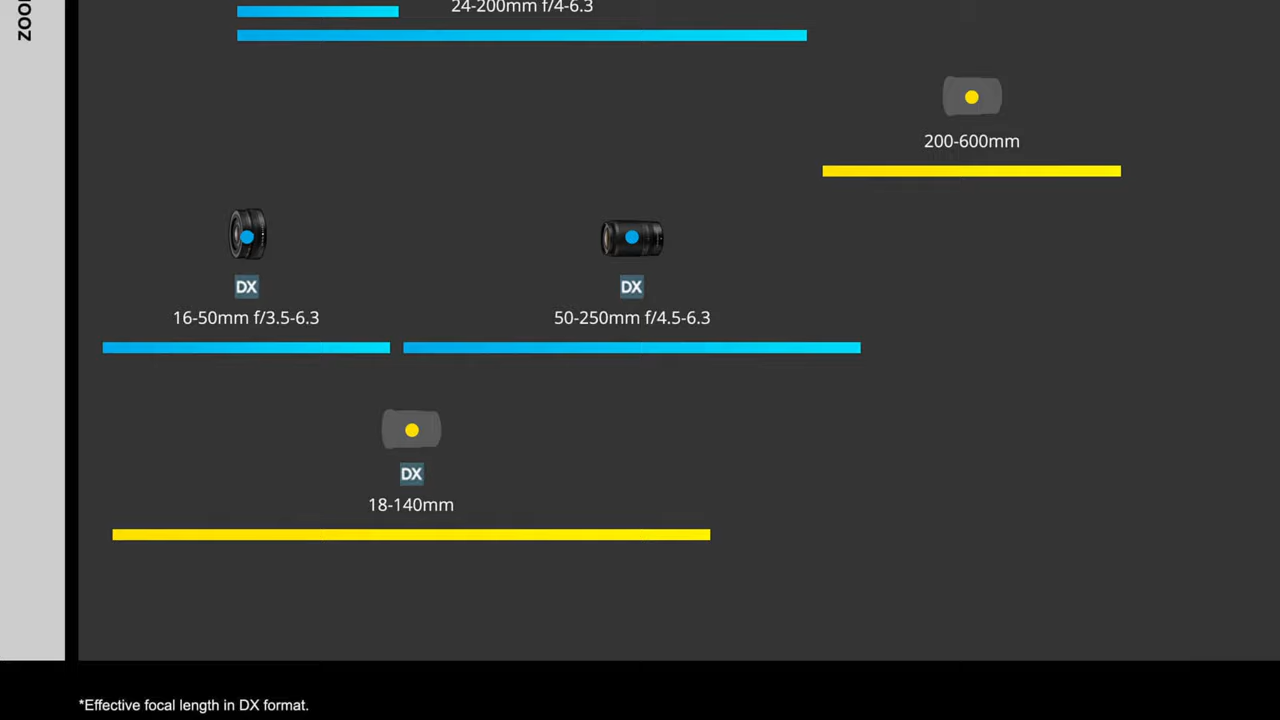 ZOO
24-200mm f/4-6.3
200-600mm
DX
16-50mm f/3.5-6.3
DX
50-250mm f/4.5-6.3
DX
18-140mm
*Effective focal length in DX format.